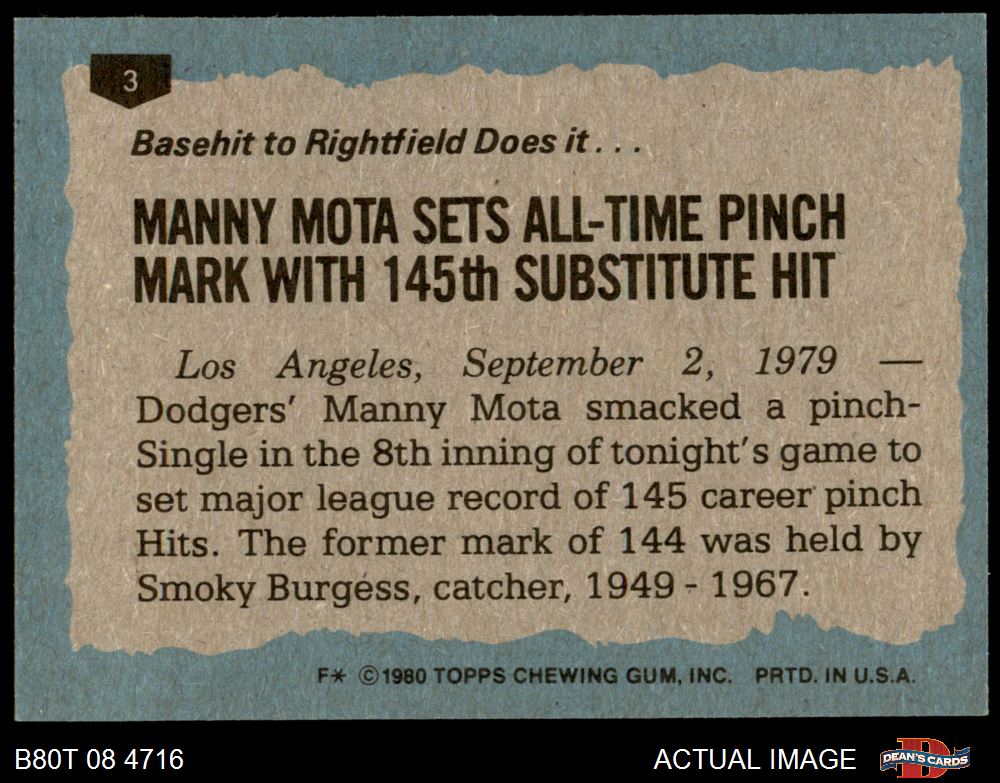 3
Basehit to Rightfield Does it...
MANNY MOTA SETS ALL-TIME PINCH
MARK WITH 145th SUBSTITUTE HIT
Los Angeles, September 2, 1979 —
Dodgers' Manny Mota smacked a pinch-
Single in the 8th inning of tonight's game to
set major league record of 145 career pinch
Hits. The former mark of 144 was held by
Smoky Burgess, catcher, 1949 - 1967.
F* ©1980 TOPPS CHEWING GUM, INC. PRTD. IN U.S.A.
B80T 08 4716 ACTUAL IMAGE DEAN'S CARDS